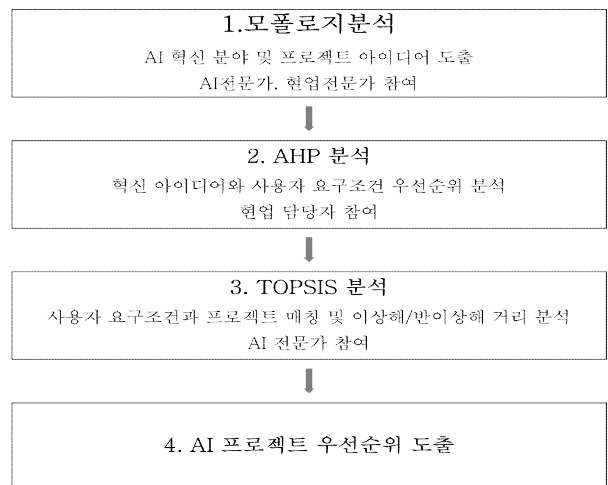 1.모폴로지분석
AI 혁신 분야 및 프로젝트 아이디어 도출
AI전문가, 현업전문가 참여
2. AHP 분석
혁신 아이디어와 사용자 요구조건 우선순위 분석
현업 담당자 참여
3. TOPSIS 분석
사용자 요구조건과 프로젝트 매칭 및 이상해/반이상해 거리 분석
AI 전문가 참여
4. AI 프로젝트 우선순위 도출